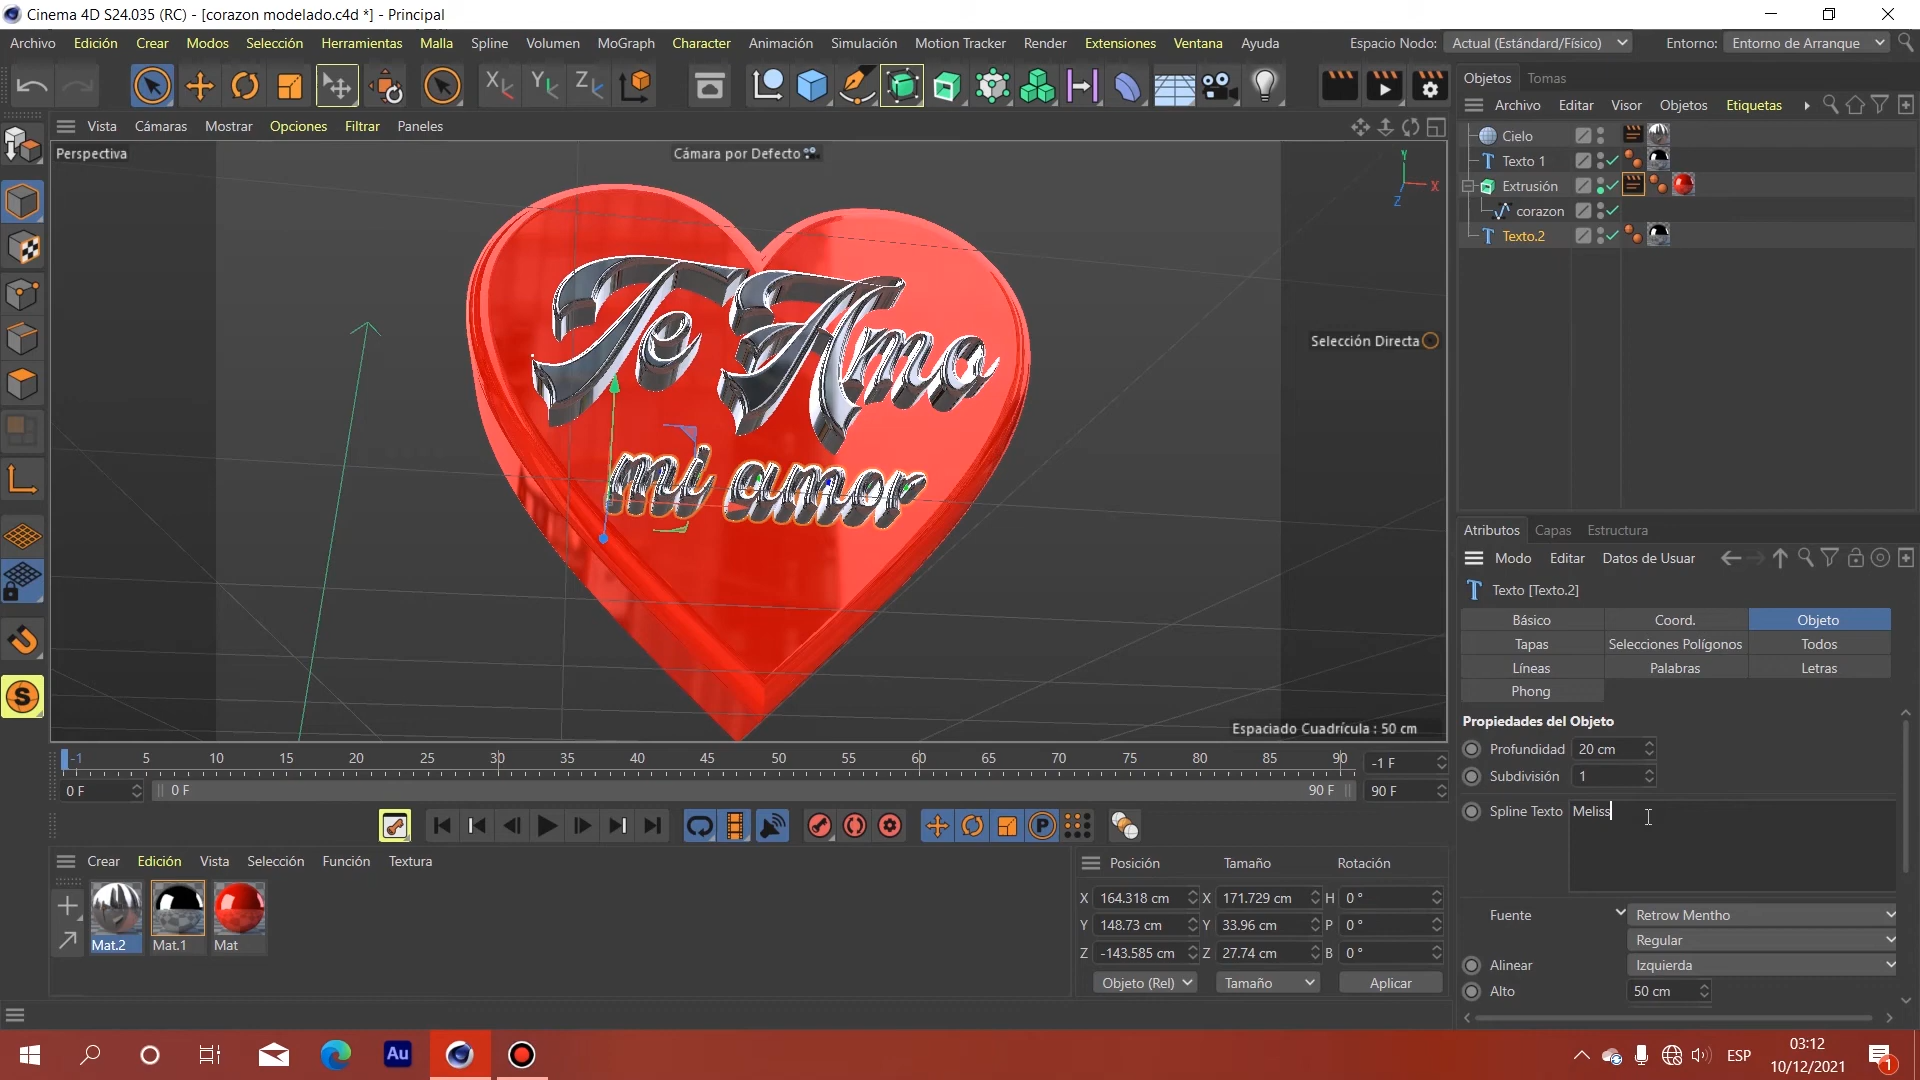 Cinema 4D S24.035 (RC) - [corazon modelado.c4d *] - Principal
Archivo Edición Crear Modos Selección Herramientas Malla Spline Volumen MoGraph Character Animación Simulación Motion Tracker Render Extensiones Ventana Ayuda Espacio Nodo: Actual (Estándar/Físico) Entorno: Entorno de Arranque
X Y Z
Objetos Tomas
Archivo Editar Visor Objetos Etiquetas
Vista Cámaras Mostrar Opciones Filtrar Paneles
Perspectiva
Cámara por Defecto
Y X Z
Cielo
Texto 1
Extrusión
corazon
Texto.2
Te Amo
mi amor
Selección Directa
Espaciado Cuadrícula : 50 cm
Atributos Capas Estructura
Modo Editar Datos de Usuar
Texto [Texto.2]
Básico Coord. Objeto
Tapas Selecciones Polígonos Todos
Líneas Palabras Letras
Phong
Propiedades del Objeto
Profundidad 20 cm
Subdivisión 1
Spline Texto Meliss
Fuente Retrow Mentho
Regular
Alinear Izquierda
Alto 50 cm
-1 5 10 15 20 25 30 35 40 45 50 55 60 65 70 75 80 85 90 -1 F
0 F 0 F 90 F 90 F
P
S
Crear Edición Vista Selección Función Textura
Mat.2 Mat.1 Mat
Posición Tamaño Rotación
X 164.318 cm X 171.729 cm H 0 °
Y 148.73 cm Y 33.96 cm P 0 °
Z -143.585 cm Z 27.74 cm B 0 °
Objeto (Rel) Tamaño Aplicar
Au
ESP
03:12
10/12/2021
1